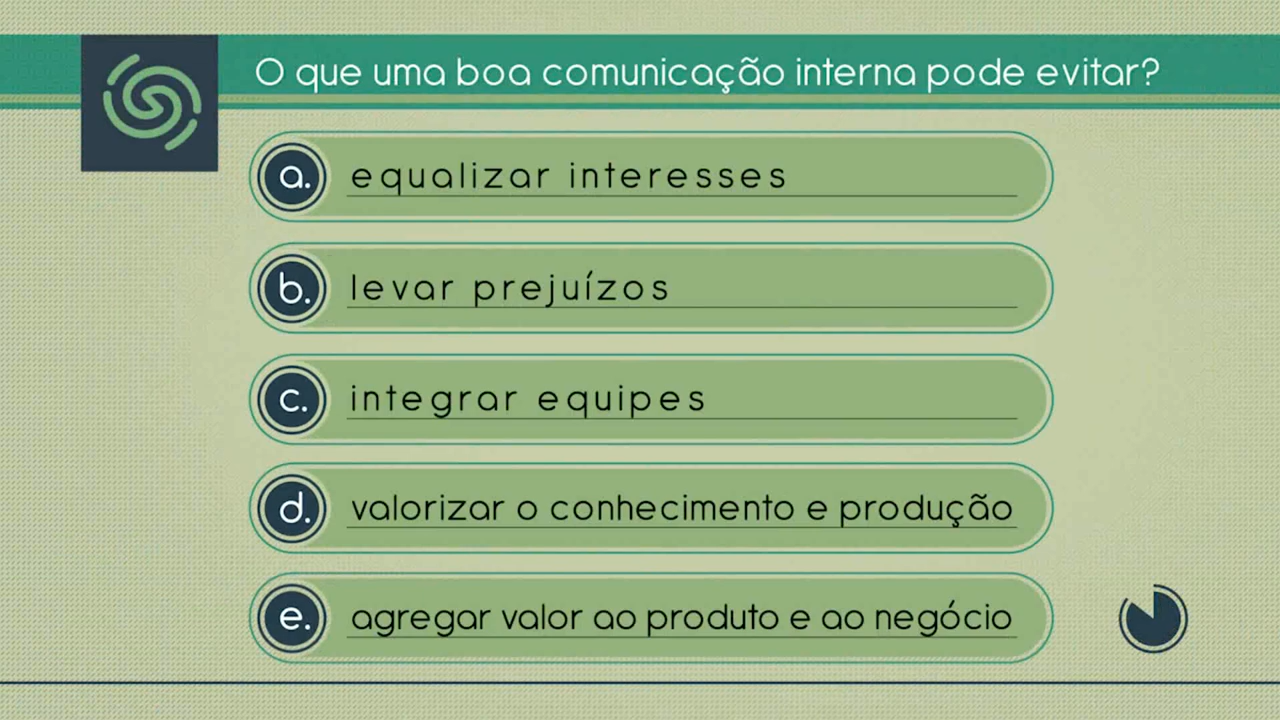 O que uma boa comunicação interna pode evitar?
a. equalizar interesses
b. levar prejuízos
c. integrar equipes
d. valorizar o conhecimento e produção
e. agregar valor ao produto e ao negócio